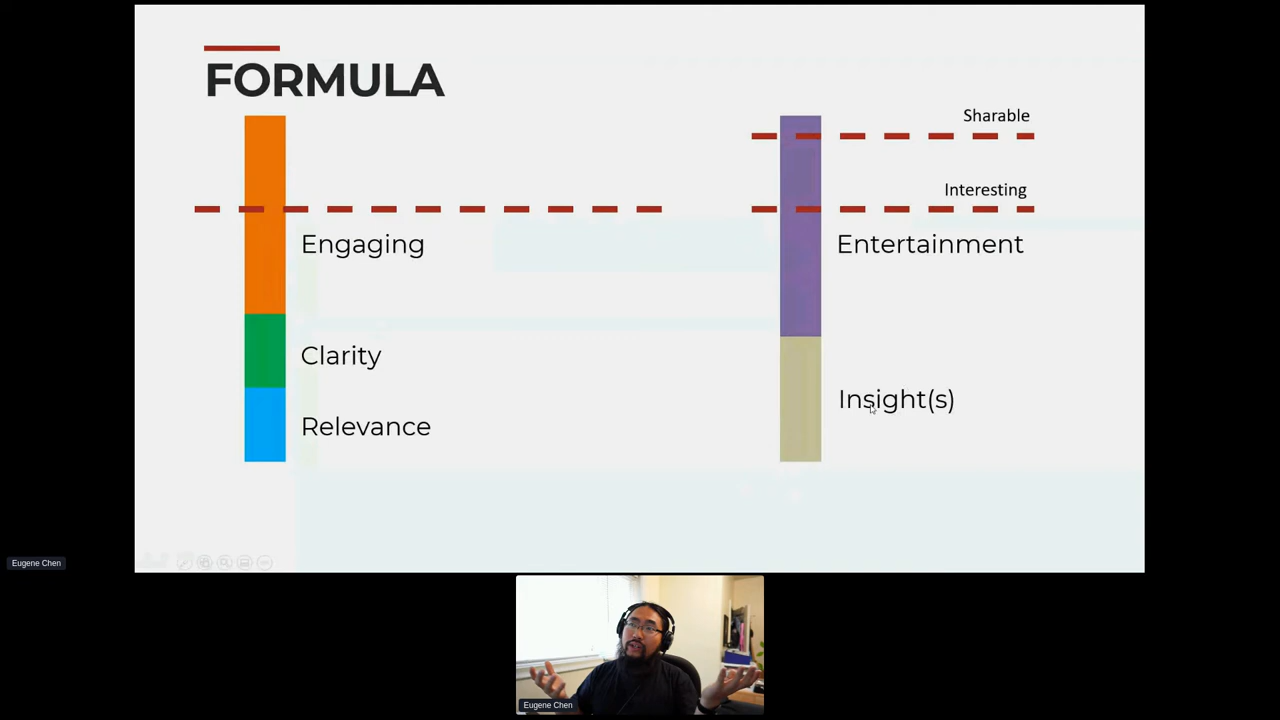 FORMULA
Sharable
Interesting
Engaging
Entertainment
Clarity
Insight(s)
Relevance
Eugene Chen
Eugene Chen